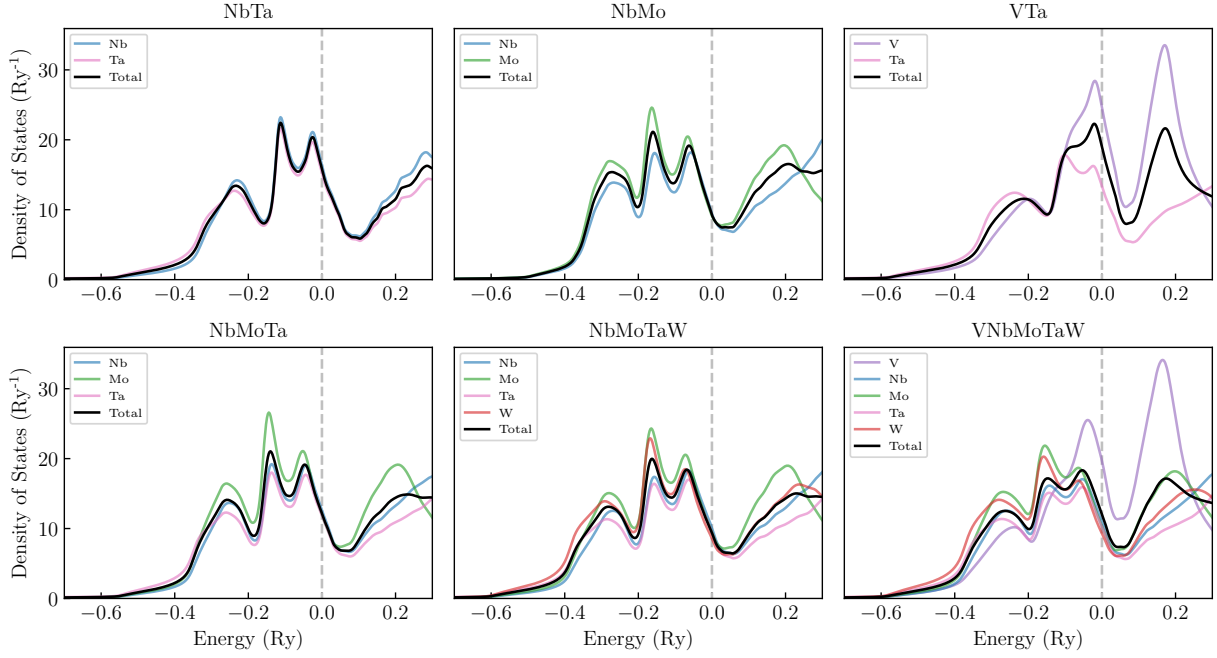 NbTa
NbMo
VTa
Density of States (Ry⁻¹)
30
20
10
0
Nb
Ta
Total
−0.6 −0.4 −0.2 0.0 0.2
Nb
Mo
Total
−0.6 −0.4 −0.2 0.0 0.2
V
Ta
Total
−0.6 −0.4 −0.2 0.0 0.2
NbMoTa
NbMoTaW
VNbMoTaW
Density of States (Ry⁻¹)
30
20
10
0
Nb
Mo
Ta
Total
−0.6 −0.4 −0.2 0.0 0.2
Energy (Ry)
Nb
Mo
Ta
W
Total
−0.6 −0.4 −0.2 0.0 0.2
Energy (Ry)
V
Nb
Mo
Ta
W
Total
−0.6 −0.4 −0.2 0.0 0.2
Energy (Ry)